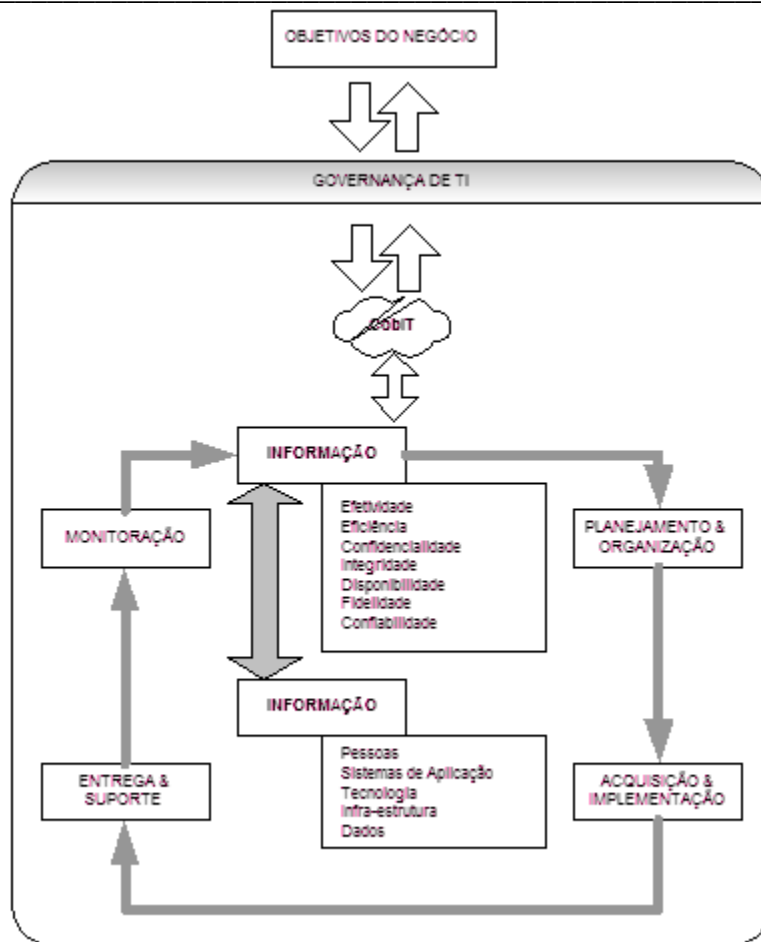 OBJETIVOS DO NEGÓCIO
GOVERNANÇA DE TI
CobiT
INFORMAÇÃO
Efetividade
Eficiência
Confidencialidade
Integridade
Disponibilidade
Fidelidade
Confiabilidade
MONITORAÇÃO
PLANEJAMENTO &
ORGANIZAÇÃO
INFORMAÇÃO
Pessoas
Sistemas de Aplicação
Tecnologia
Infra-estrutura
Dados
ENTREGA &
SUPORTE
ACQUISIÇÃO &
IMPLEMENTAÇÃO